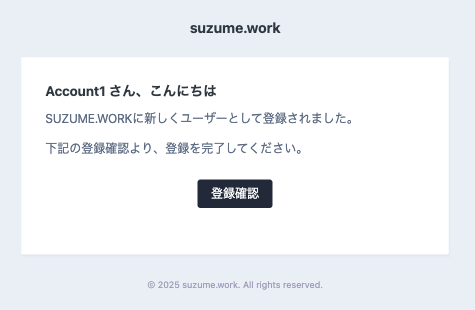 suzume.work
Account1 さん、こんにちは
SUZUME.WORKに新しくユーザーとして登録されました。
下記の登録確認より、登録を完了してください。
登録確認
© 2025 suzume.work. All rights reserved.